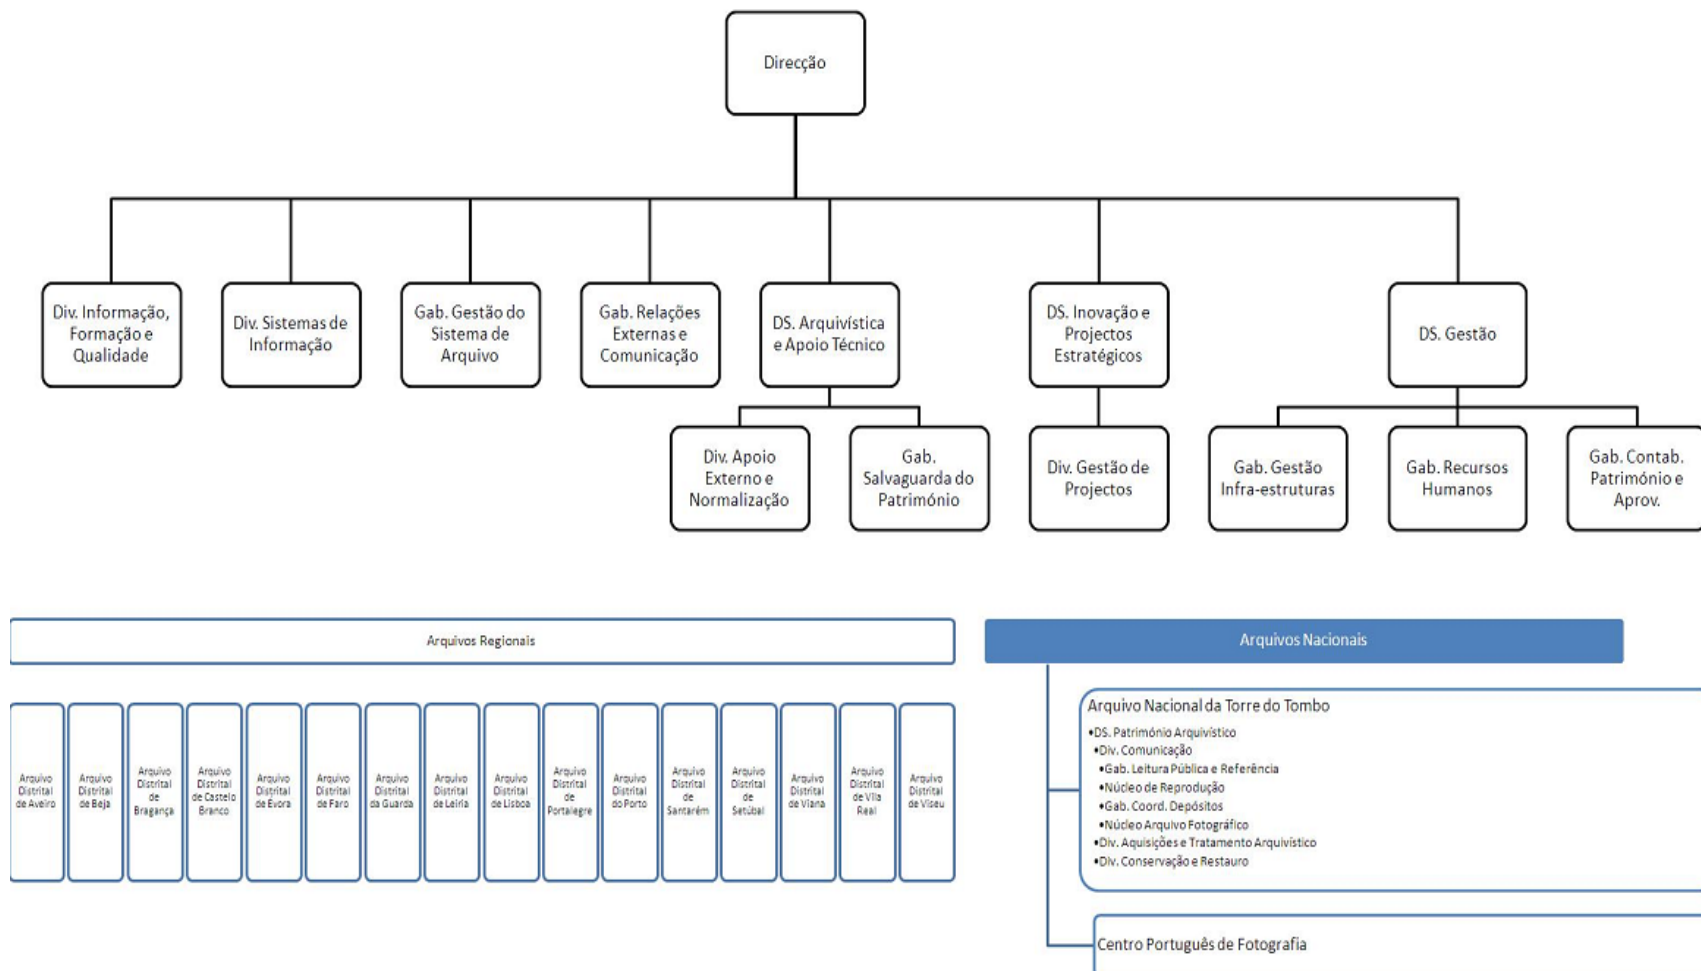 Direcção
Div. Informação,
Formação e
Qualidade
Div. Sistemas de
Informação
Gab. Gestão do
Sistema de
Arquivo
Gab. Relações
Externas e
Comunicação
DS. Arquivística
e Apoio Técnico
DS. Inovação e
Projectos
Estratégicos
DS. Gestão
Div. Apoio
Externo e
Normalização
Gab.
Salvaguarda do
Património
Div. Gestão de
Projectos
Gab. Gestão
Infra-estruturas
Gab. Recursos
Humanos
Gab. Contab.
Património e
Aprov.
Arquivos Regionais
Arquivo
Distrital
de Aveiro
Arquivo
Distrital
de Beja
Arquivo
Distrital
de
Bragança
Arquivo
Distrital
de Castelo
Branco
Arquivo
Distrital
de Évora
Arquivo
Distrital
de Faro
Arquivo
Distrital
da Guarda
Arquivo
Distrital
de Leiria
Arquivo
Distrital
de Lisboa
Arquivo
Distrital
de
Portalegre
Arquivo
Distrital
do Porto
Arquivo
Distrital
de
Santarém
Arquivo
Distrital
de
Setúbal
Arquivo
Distrital
de Viana
Arquivo
Distrital
de Vila
Real
Arquivo
Distrital
de Viseu
Arquivos Nacionais
Arquivo Nacional da Torre do Tombo
•DS. Património Arquivístico
•Div. Comunicação
•Gab. Leitura Pública e Referência
•Núcleo de Reprodução
•Gab. Coord. Depósitos
•Núcleo Arquivo Fotográfico
•Div. Aquisições e Tratamento Arquivístico
•Div. Conservação e Restauro
Centro Português de Fotografia